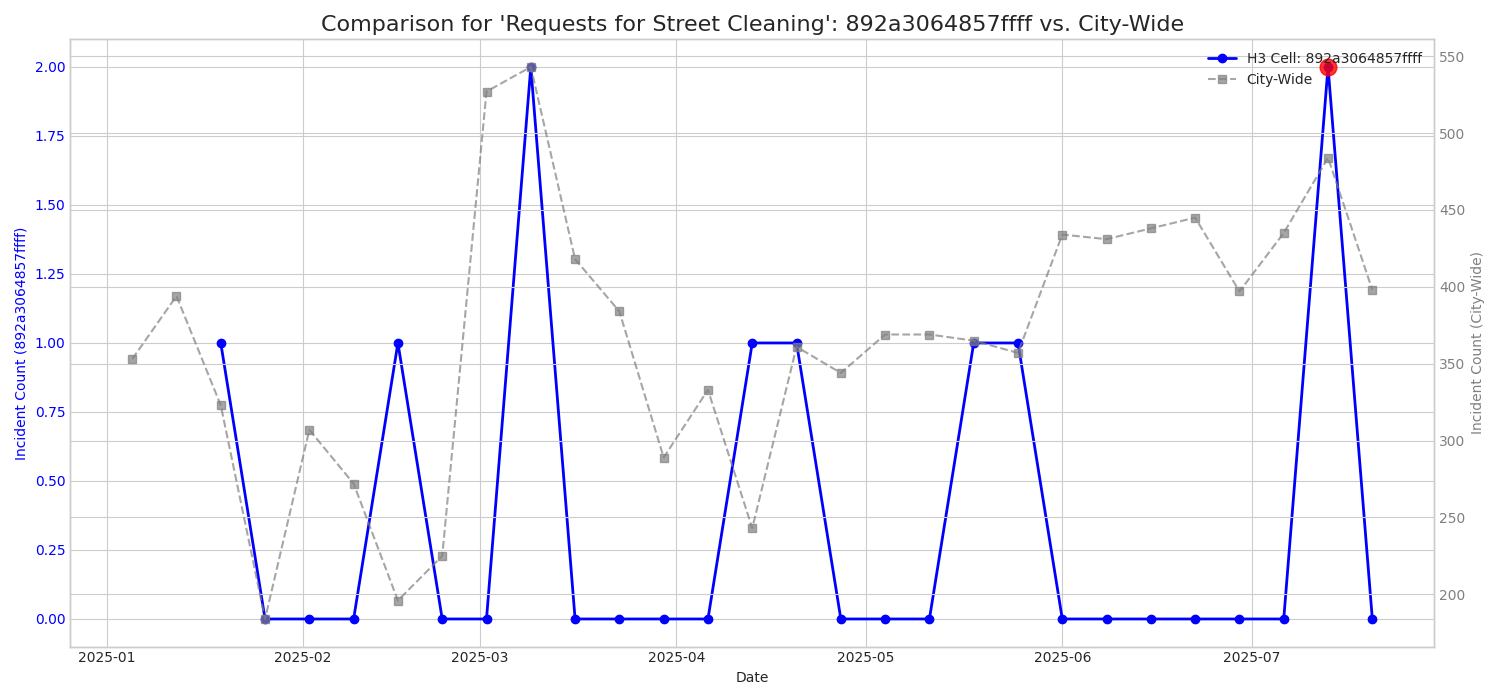 Comparison for 'Requests for Street Cleaning': 892a3064857ffff vs. City-Wide
H3 Cell: 892a3064857ffff
City-Wide
Incident Count (892a3064857ffff)
2.00
1.75
1.50
1.25
1.00
0.75
0.50
0.25
0.00
550
500
450
400
350
300
250
200
Incident Count (City-Wide)
2025-01 2025-02 2025-03 2025-04 2025-05 2025-06 2025-07
Date